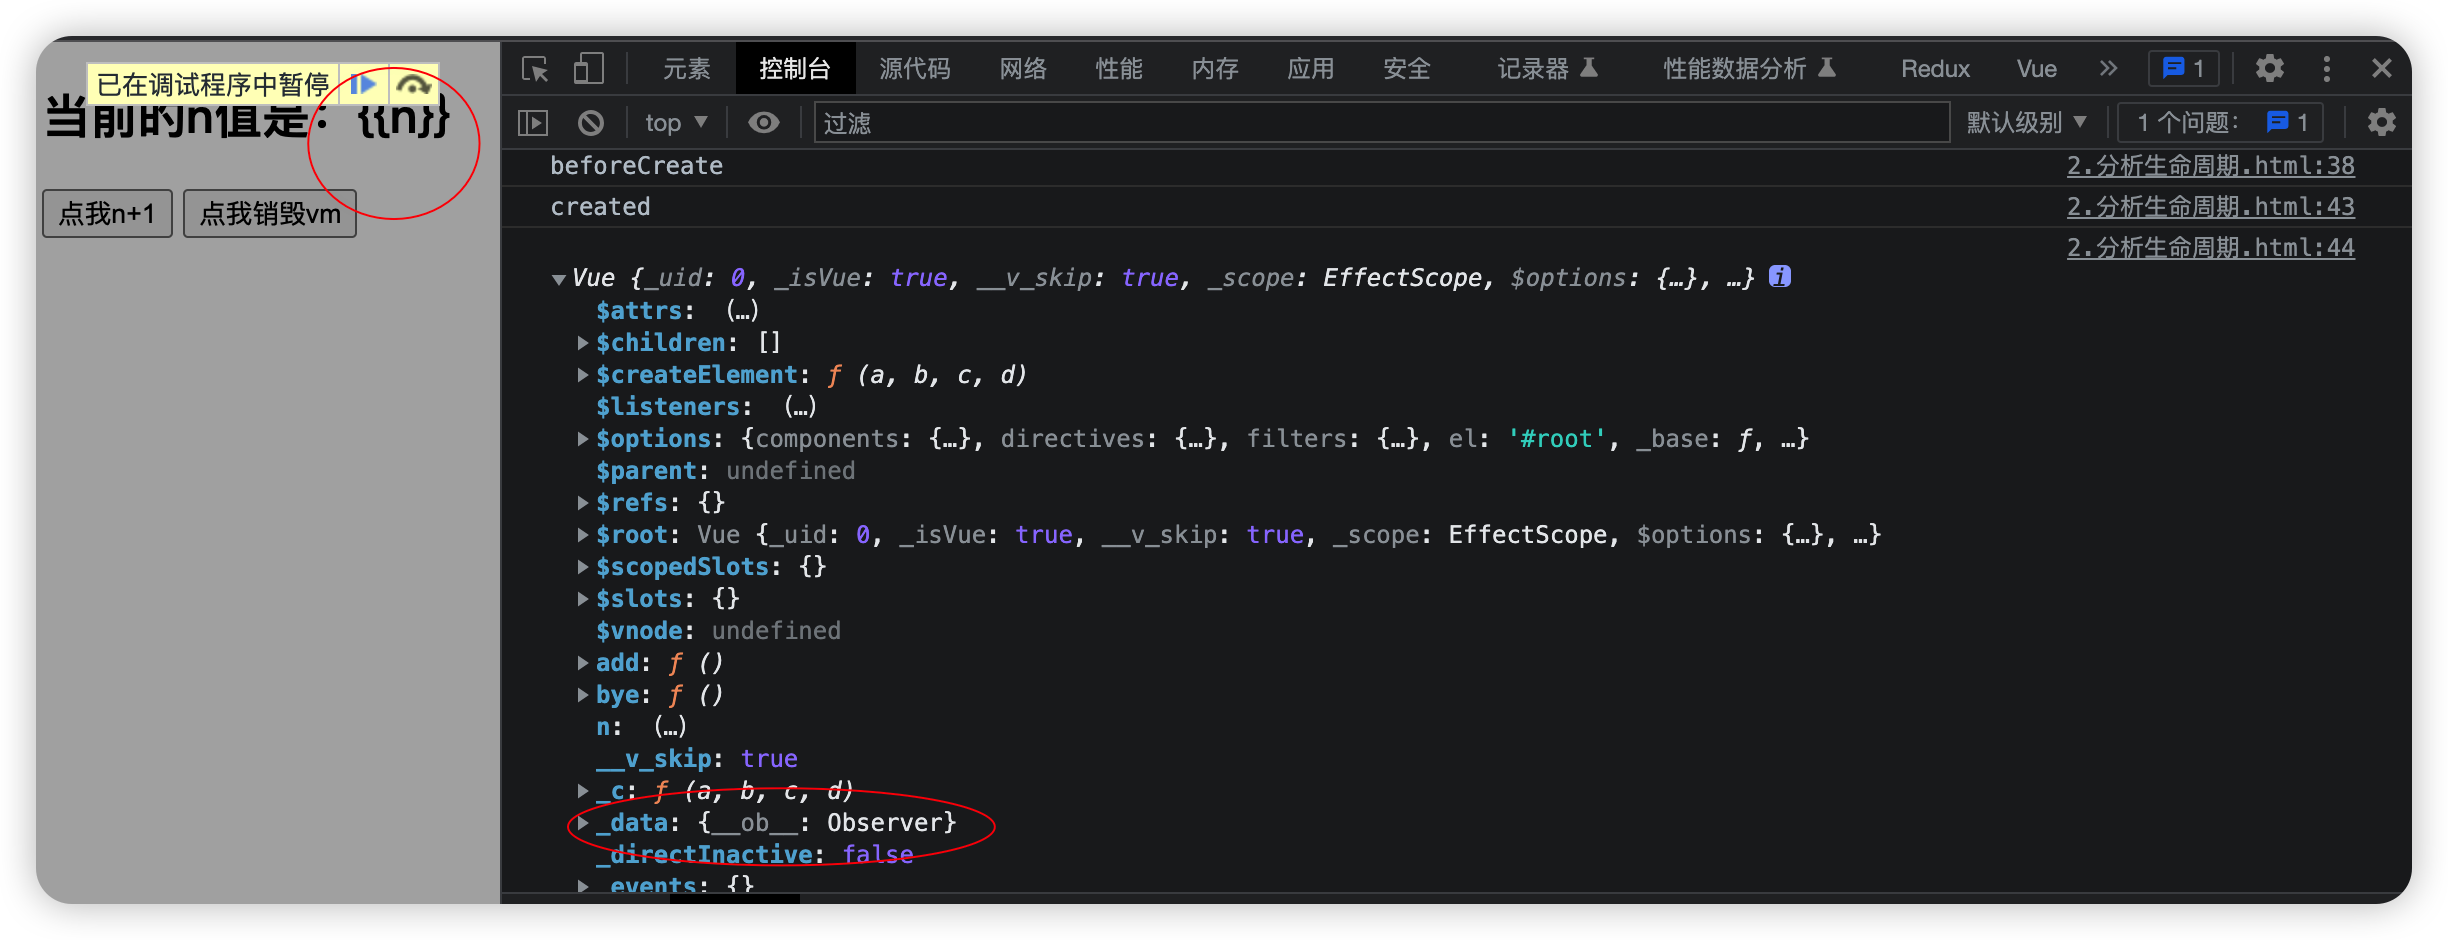 已在调试程序中暂停
当前的n值是：{{n}}
点我n+1 点我销毁vm
元素 控制台 源代码 网络 性能 内存 应用 安全 记录器 性能数据分析 Redux Vue » 1
top 过滤 默认级别 1 个问题： 1
beforeCreate 2.分析生命周期.html:38
created 2.分析生命周期.html:43
2.分析生命周期.html:44
Vue {_uid: 0, _isVue: true, __v_skip: true, _scope: EffectScope, $options: {…}, …} i
$attrs: (…)
$children: []
$createElement: ƒ (a, b, c, d)
$listeners: (…)
$options: {components: {…}, directives: {…}, filters: {…}, el: '#root', _base: ƒ, …}
$parent: undefined
$refs: {}
$root: Vue {_uid: 0, _isVue: true, __v_skip: true, _scope: EffectScope, $options: {…}, …}
$scopedSlots: {}
$slots: {}
$vnode: undefined
add: ƒ ()
bye: ƒ ()
n: (…)
__v_skip: true
_c: ƒ (a, b, c, d)
_data: {__ob__: Observer}
_directInactive: false
_events: {}